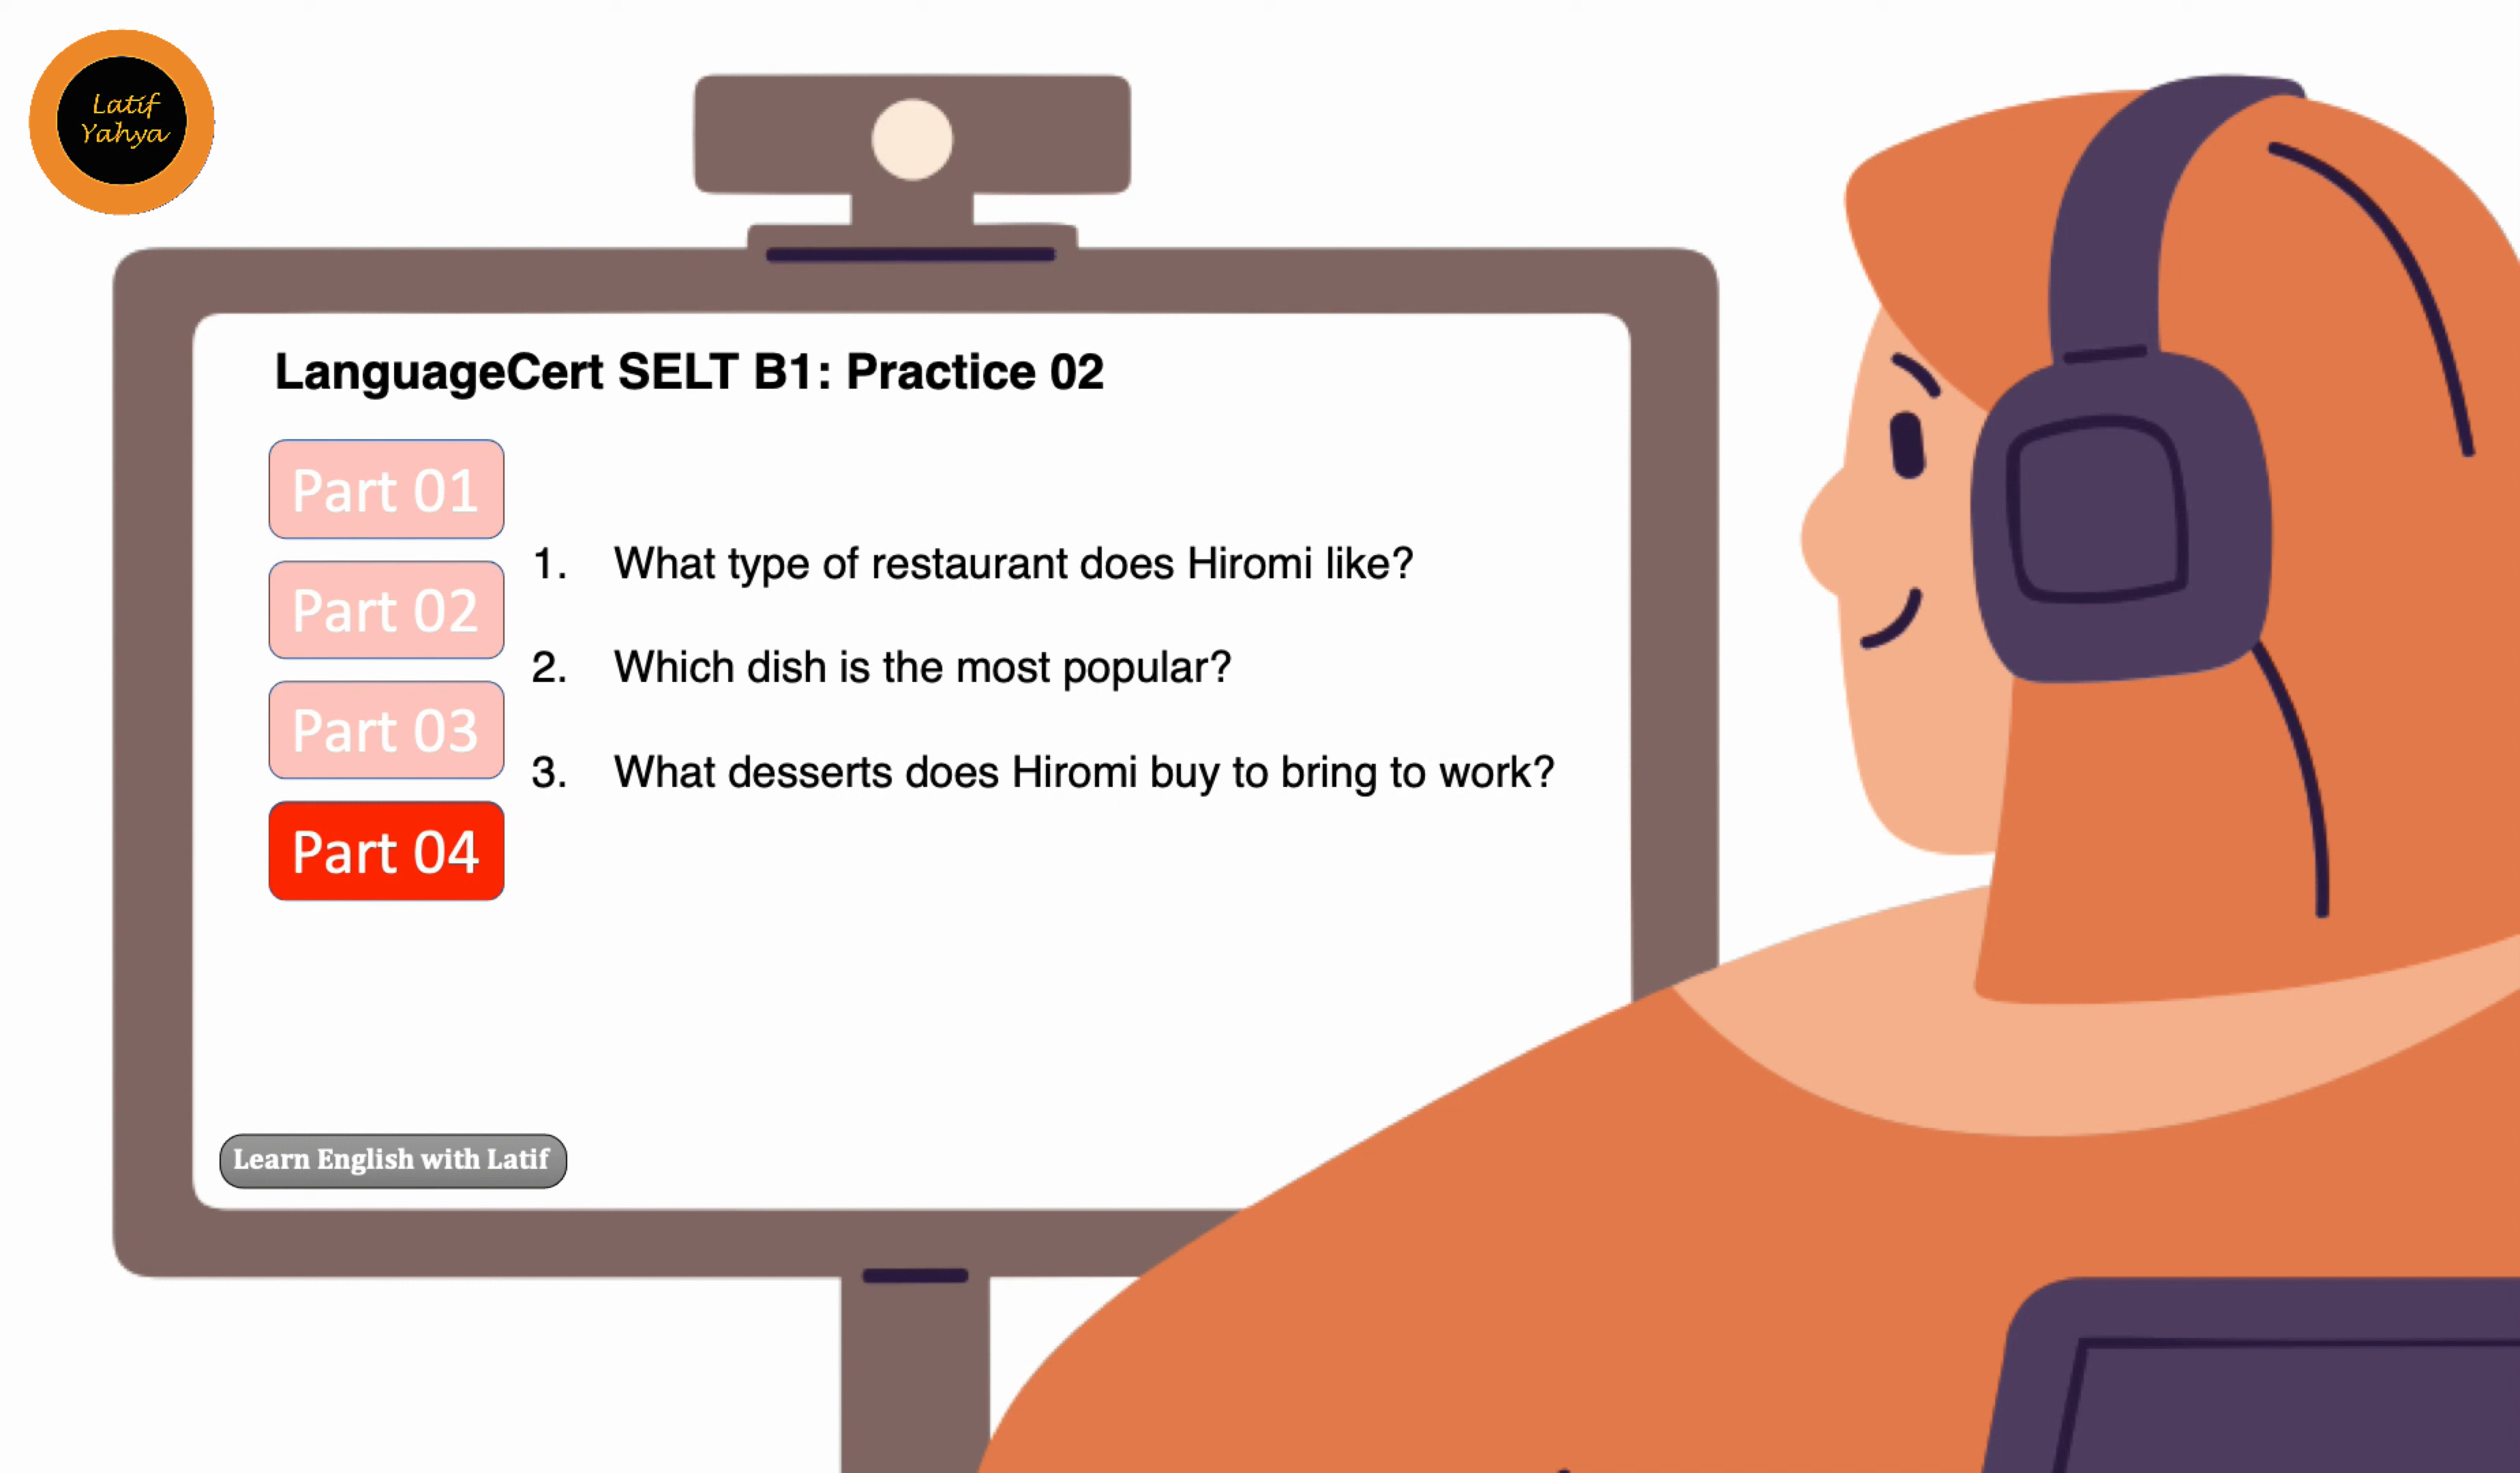 Latif
Yahya
LanguageCert SELT B1: Practice 02
Part 01
Part 02
Part 03
Part 04
1. What type of restaurant does Hiromi like?
2. Which dish is the most popular?
3. What desserts does Hiromi buy to bring to work?
Learn English with Latif